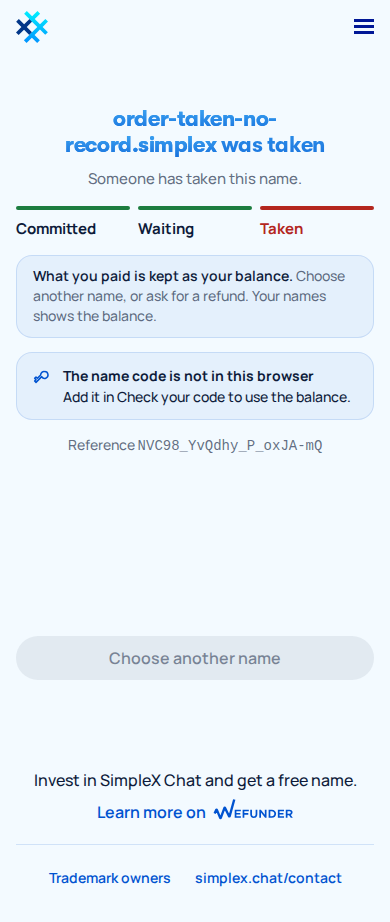 order-taken-no-
record.simplex was taken
Someone has taken this name.
Committed
Waiting
Taken
What you paid is kept as your balance. Choose
another name, or ask for a refund. Your names
shows the balance.
The name code is not in this browser
Add it in Check your code to use the balance.
Reference NVC98_YvQdhy_P_oxJA-mQ
Choose another name
Invest in SimpleX Chat and get a free name.
Learn more on WEFUNDER
Trademark owners
simplex.chat/contact